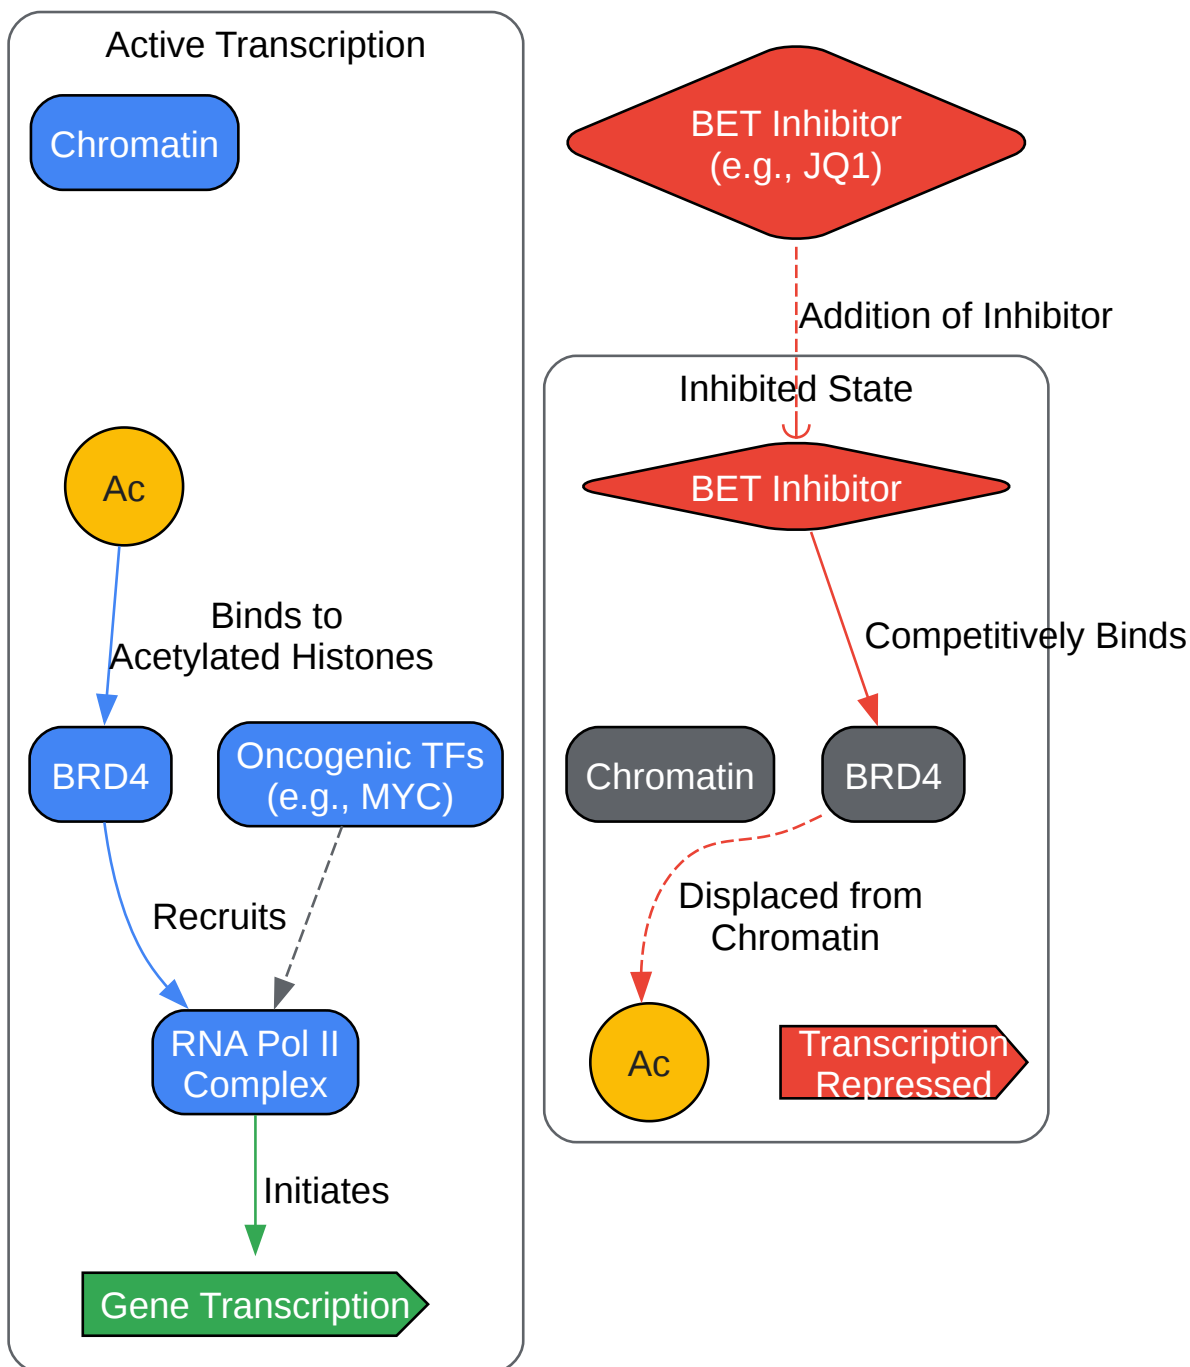 Active Transcription
Chromatin
Ac
Binds to
Acetylated Histones
BRD4
Oncogenic TFs
(e.g., MYC)
Recruits
RNA Pol II
Complex
Initiates
Gene Transcription
BET Inhibitor
(e.g., JQ1)
Addition of Inhibitor
Inhibited State
BET Inhibitor
Competitively Binds
Chromatin
BRD4
Displaced from
Chromatin
Ac
Transcription
Repressed